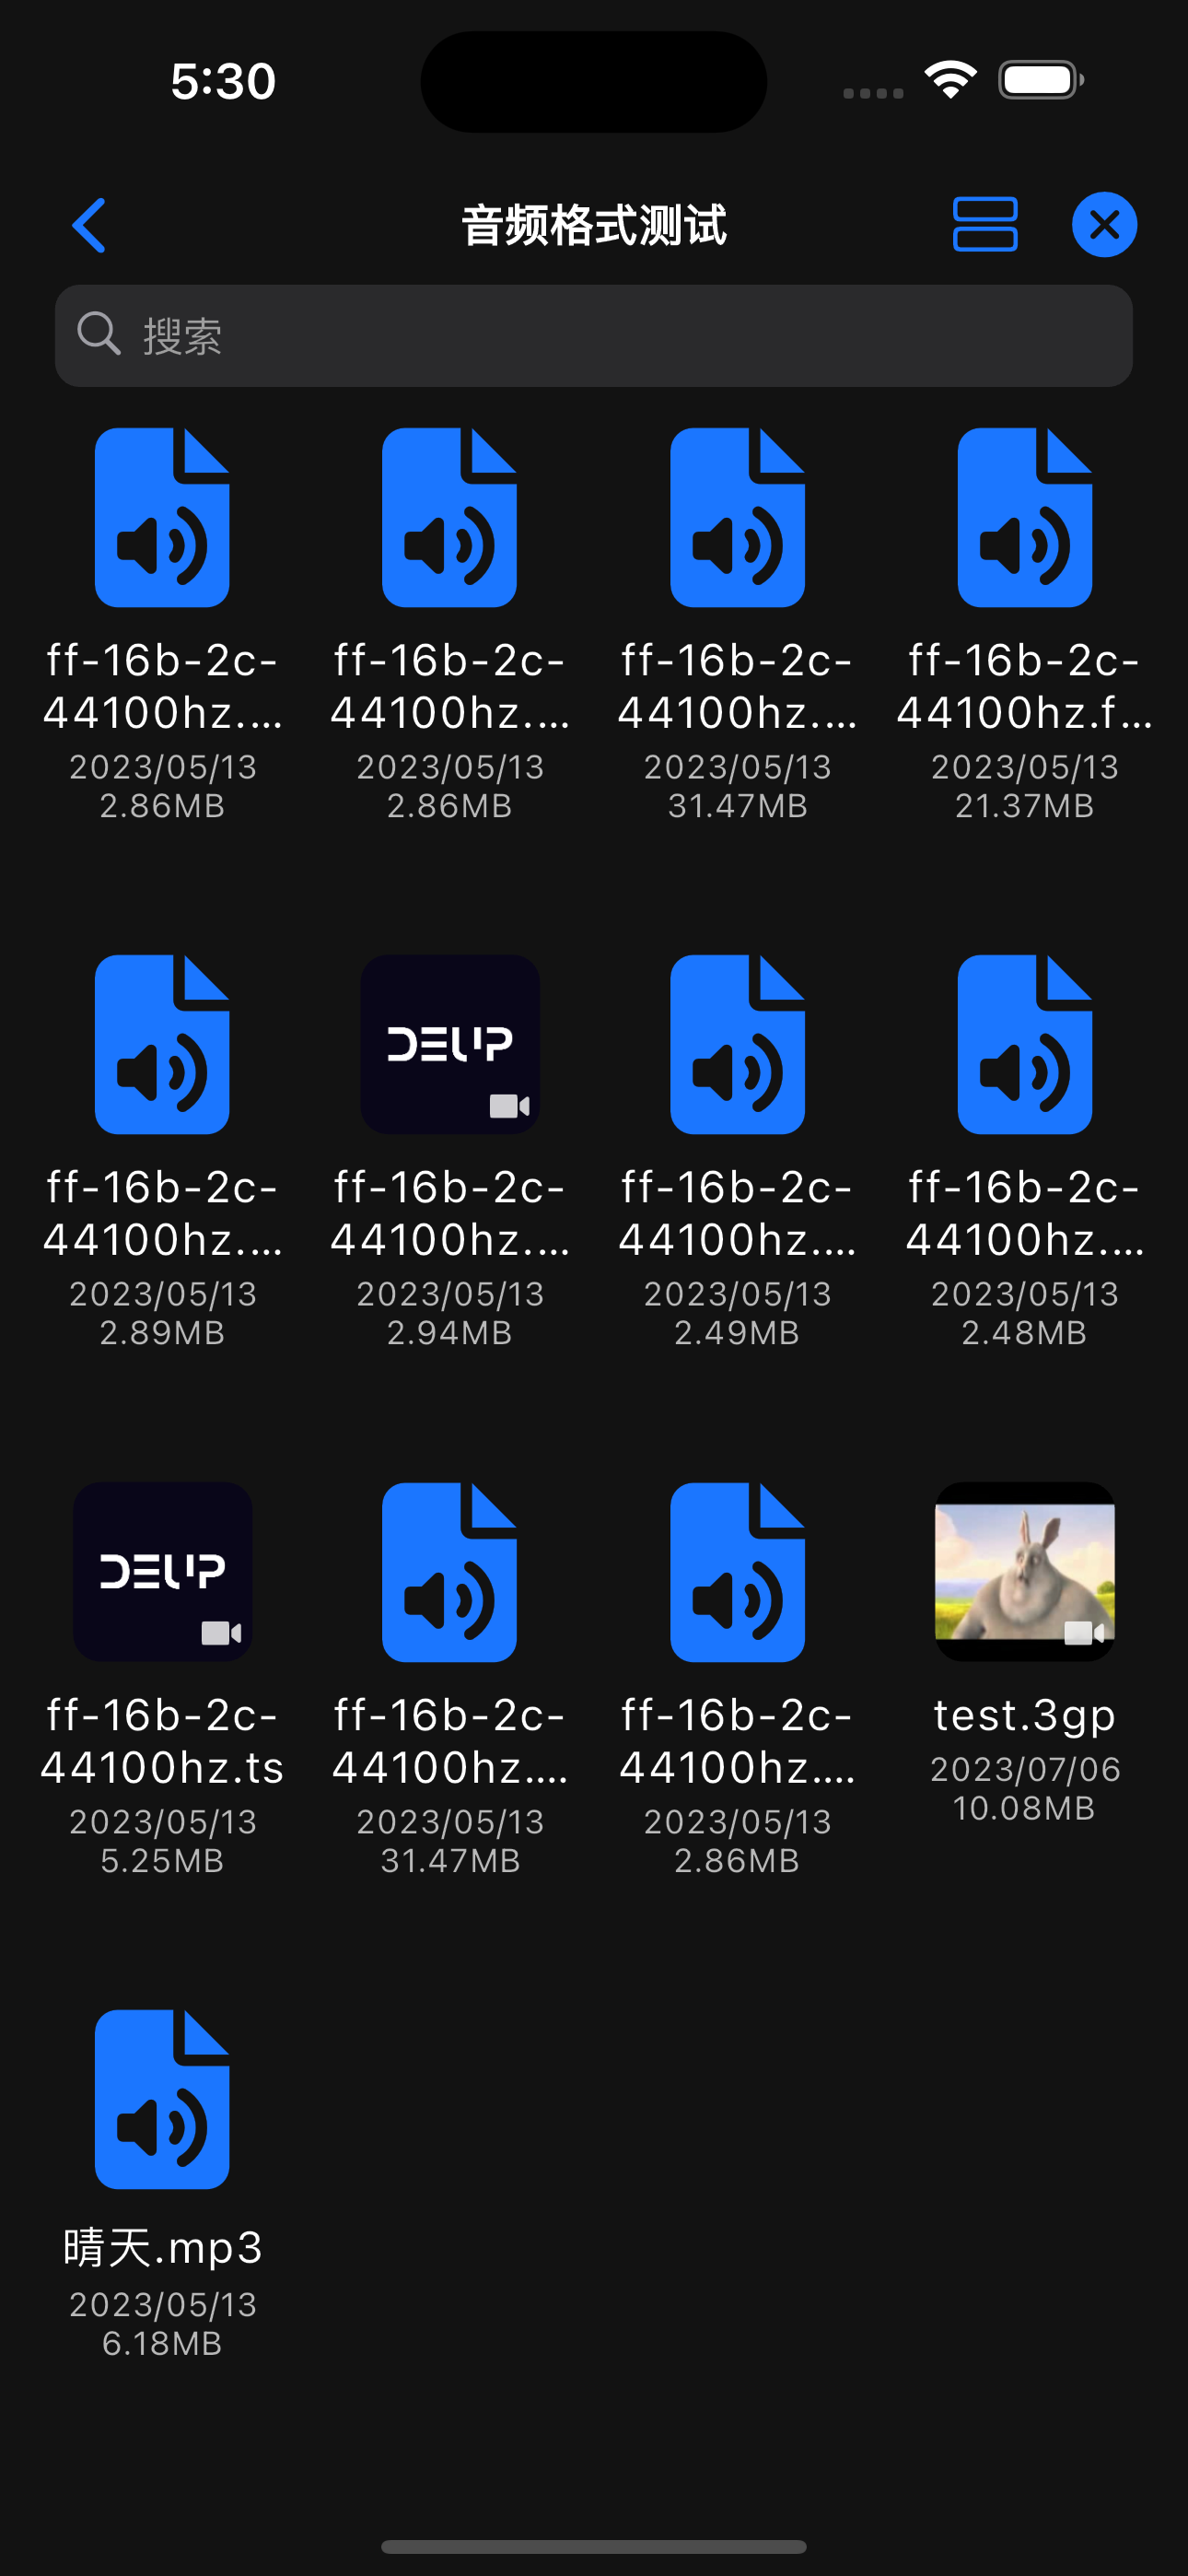 5:30
音频格式测试
搜索
ff-16b-2c-
44100hz....
2023/05/13
2.86MB
ff-16b-2c-
44100hz....
2023/05/13
2.86MB
ff-16b-2c-
44100hz....
2023/05/13
31.47MB
ff-16b-2c-
44100hz.f...
2023/05/13
21.37MB
ff-16b-2c-
44100hz....
2023/05/13
2.89MB
DEUP
ff-16b-2c-
44100hz....
2023/05/13
2.94MB
ff-16b-2c-
44100hz....
2023/05/13
2.49MB
ff-16b-2c-
44100hz....
2023/05/13
2.48MB
DEUP
ff-16b-2c-
44100hz.ts
2023/05/13
5.25MB
ff-16b-2c-
44100hz....
2023/05/13
31.47MB
ff-16b-2c-
44100hz....
2023/05/13
2.86MB
test.3gp
2023/07/06
10.08MB
晴天.mp3
2023/05/13
6.18MB